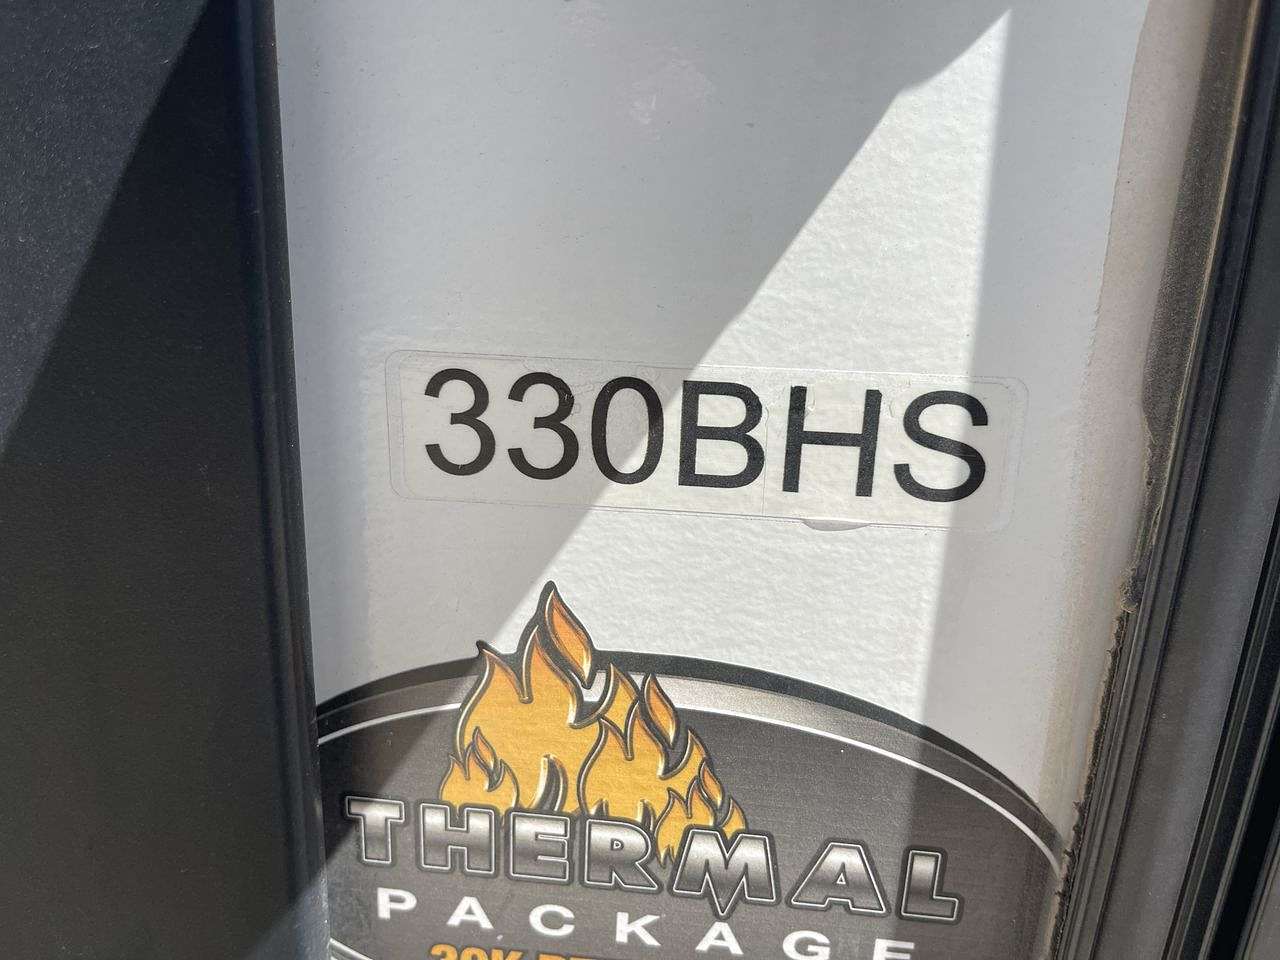 330BHS
THERMAL
PACKAGE